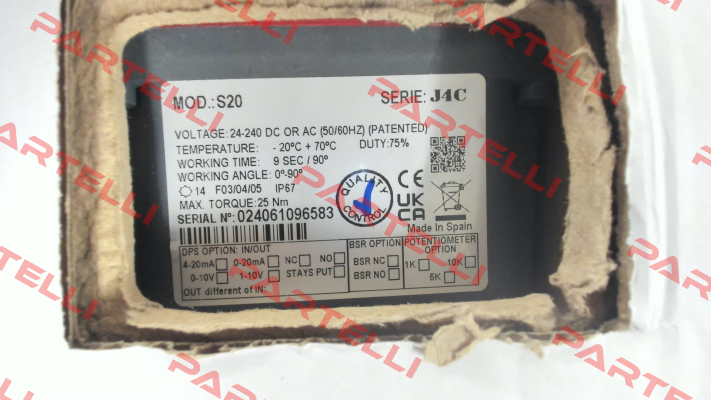 MOD.:S20 SERIE: J4C
VOLTAGE: 24-240 DC OR AC (50/60HZ) (PATENTED)
TEMPERATURE: - 20ºC + 70ºC DUTY:75%
WORKING TIME: 9 SEC / 90º
WORKING ANGLE: 0º-90º
14 F03/04/05 IP67
MAX. TORQUE: 25 Nm
SERIAL Nº: 024061096583
QUALITY CONTROL
CE
UK CA
Made In Spain
DPS OPTION: IN/OUT
4-20mA 0-20mA NC NO
0-10V 1-10V STAYS PUT
OUT different of IN:
BSR OPTION
BSR NC
BSR NO
POTENTIOMETER OPTION
1K 10K
5K
PARTELLI
PARTELLI
PARTELLI
PARTELLI
PARTELLI
PARTELLI
PARTELLI